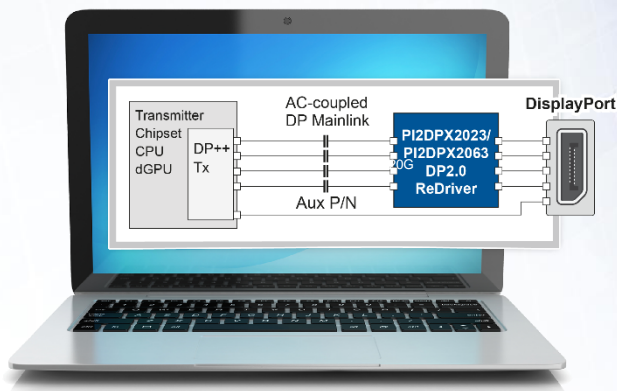 DisplayPort
Transmitter
Chipset
CPU
dGPU
DP++
Tx
AC-coupled
DP Mainlink
Aux P/N
PI2DPX2023/
PI2DPX2063
20G
DP2.0
ReDriver